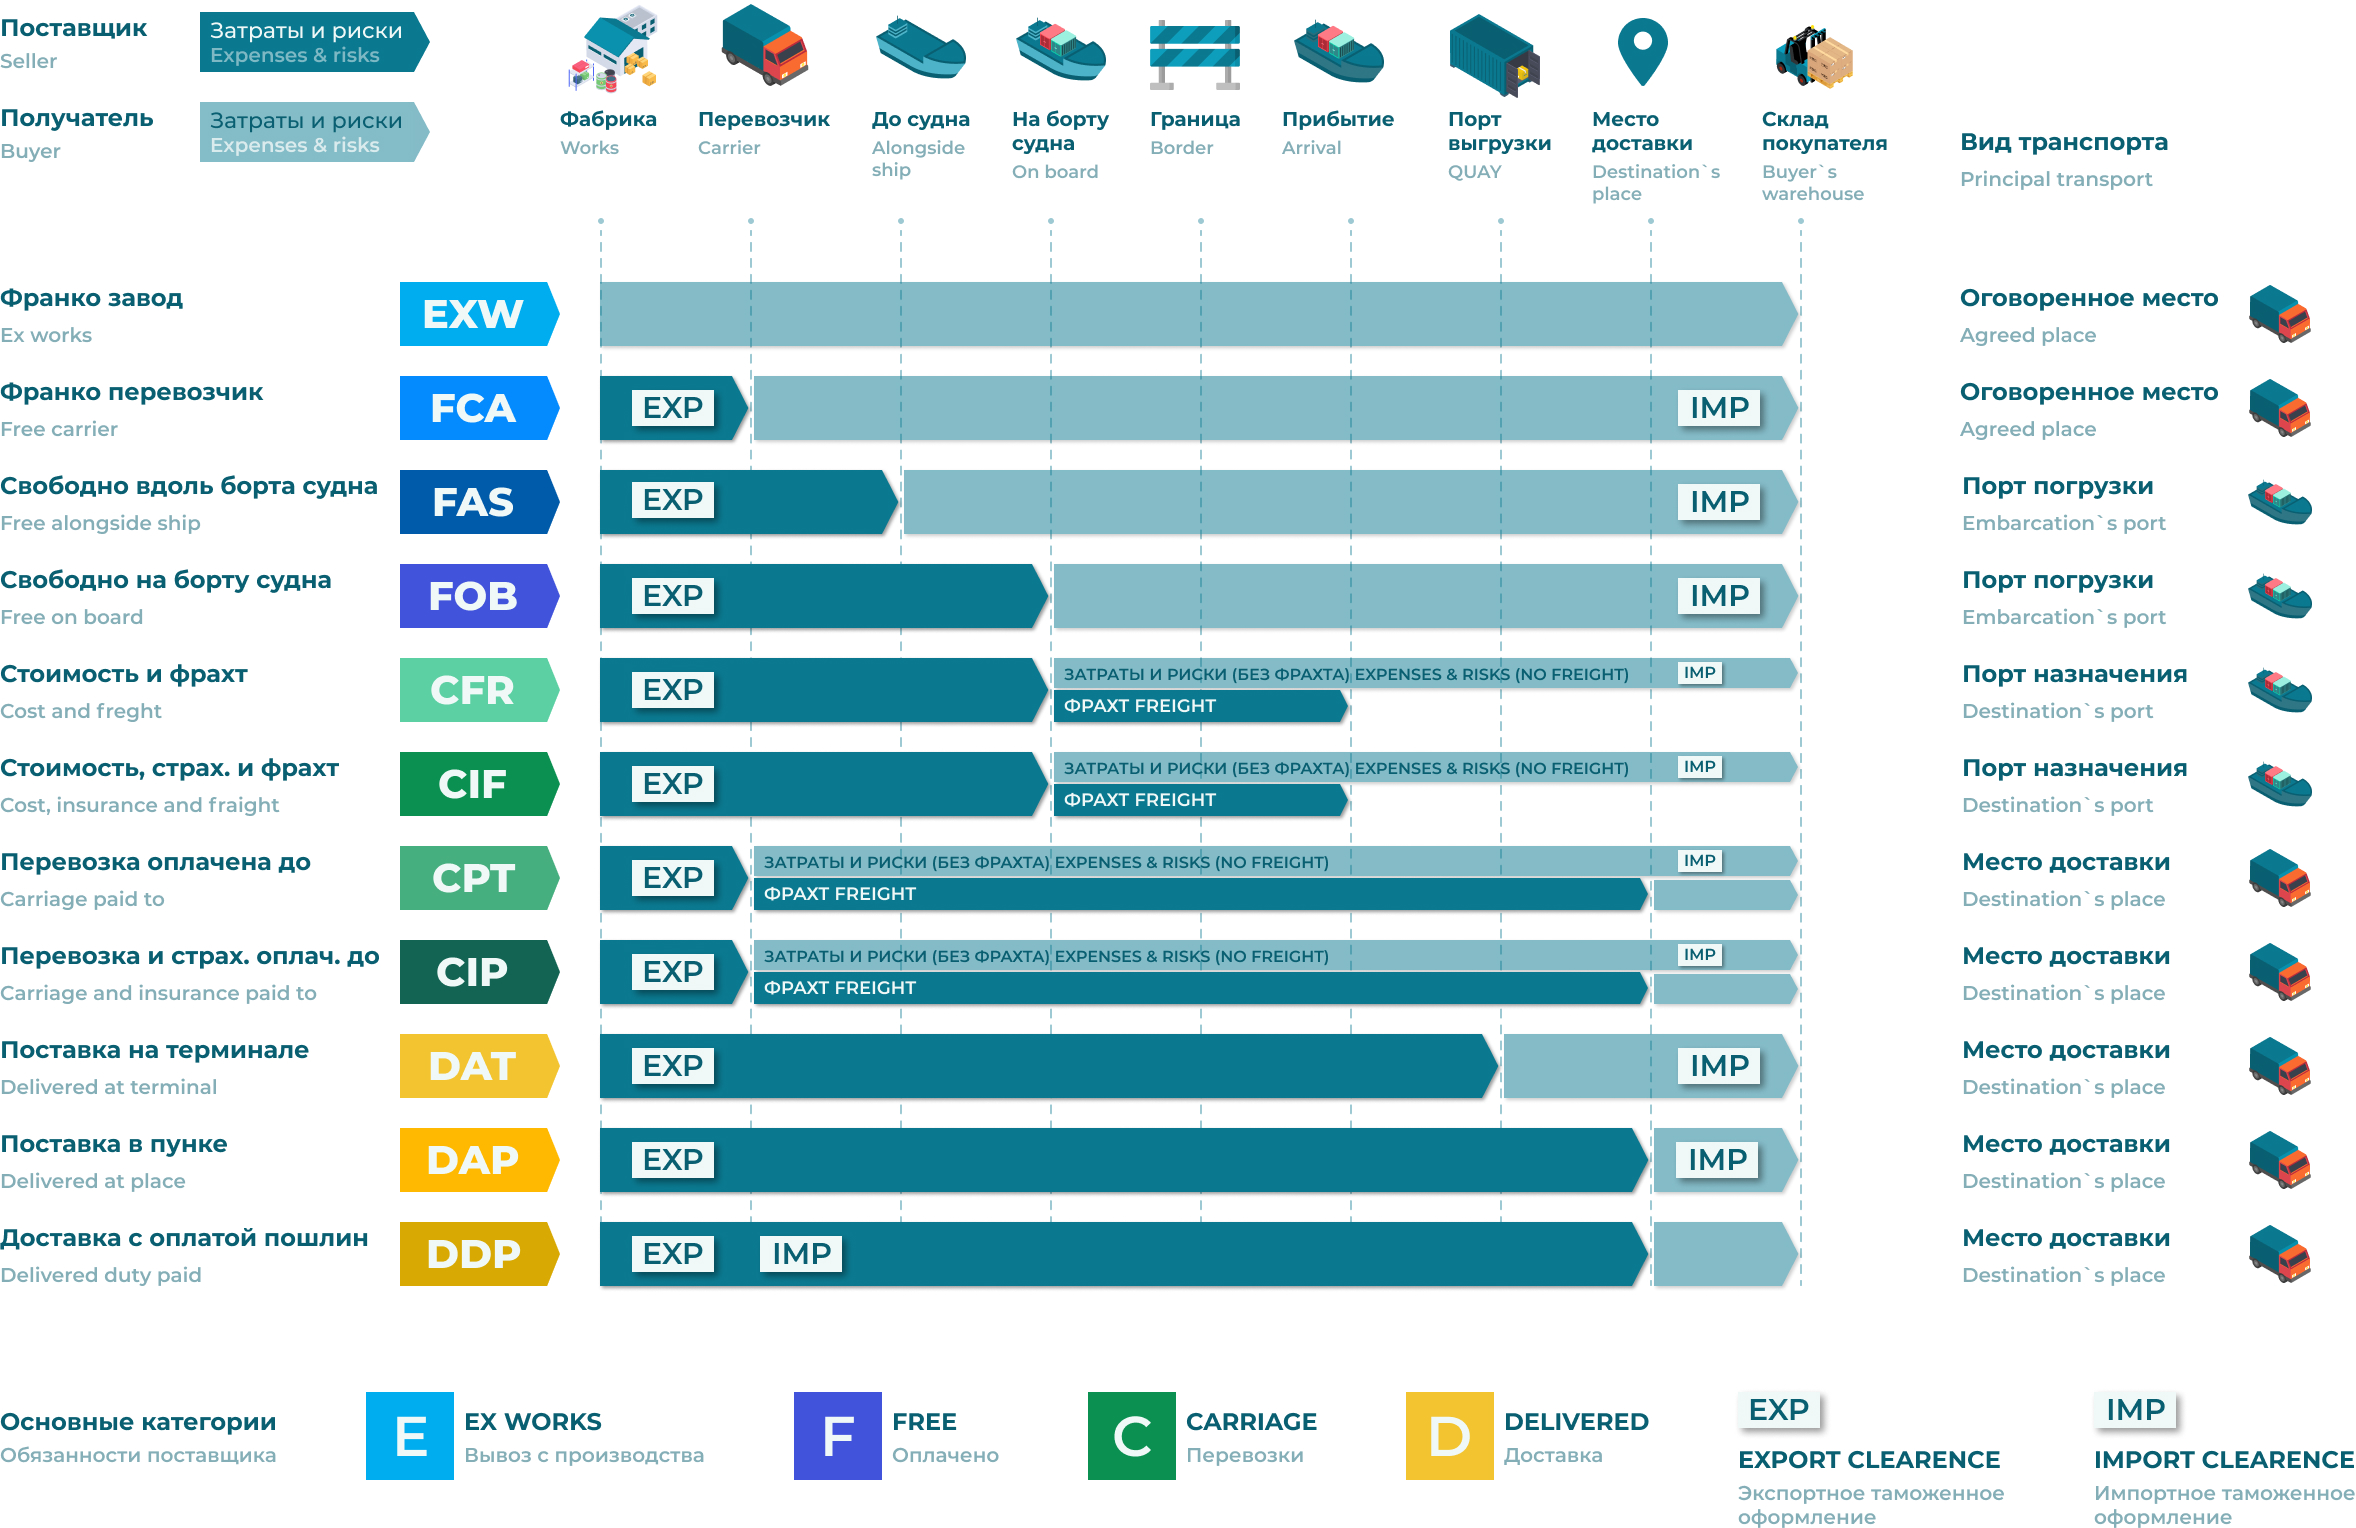 Поставщик
Seller
Затраты и риски
Expenses & risks
Получатель
Buyer
Затраты и риски
Expenses & risks
Фабрика
Works
Перевозчик
Carrier
До судна
Alongside
ship
На борту
судна
On board
Граница
Border
Прибытие
Arrival
Порт
выгрузки
QUAY
Место
доставки
Destination`s
place
Склад
покупателя
Buyer`s
warehouse
Вид транспорта
Principal transport
Франко завод
Ex works
EXW
Оговоренное место
Agreed place
Франко перевозчик
Free carrier
FCA
EXP
IMP
Оговоренное место
Agreed place
Свободно вдоль борта судна
Free alongside ship
FAS
EXP
IMP
Порт погрузки
Embarcation`s port
Свободно на борту судна
Free on board
FOB
EXP
IMP
Порт погрузки
Embarcation`s port
Стоимость и фрахт
Cost and freght
CFR
EXP
ЗАТРАТЫ И РИСКИ (БЕЗ ФРАХТА) EXPENSES & RISKS (NO FREIGHT)
IMP
ФРАХТ FREIGHT
Порт назначения
Destination`s port
Стоимость, страх. и фрахт
Cost, insurance and fraight
CIF
EXP
ЗАТРАТЫ И РИСКИ (БЕЗ ФРАХТА) EXPENSES & RISKS (NO FREIGHT)
IMP
ФРАХТ FREIGHT
Порт назначения
Destination`s port
Перевозка оплачена до
Carriage paid to
CPT
EXP
ЗАТРАТЫ И РИСКИ (БЕЗ ФРАХТА) EXPENSES & RISKS (NO FREIGHT)
IMP
ФРАХТ FREIGHT
Место доставки
Destination`s place
Перевозка и страх. оплач. до
Carriage and insurance paid to
CIP
EXP
ЗАТРАТЫ И РИСКИ (БЕЗ ФРАХТА) EXPENSES & RISKS (NO FREIGHT)
IMP
ФРАХТ FREIGHT
Место доставки
Destination`s place
Поставка на терминале
Delivered at terminal
DAT
EXP
IMP
Место доставки
Destination`s place
Поставка в пунке
Delivered at place
DAP
EXP
IMP
Место доставки
Destination`s place
Доставка с оплатой пошлин
Delivered duty paid
DDP
EXP
IMP
Место доставки
Destination`s place
Основные категории
Обязанности поставщика
E
EX WORKS
Вывоз с производства
F
FREE
Оплачено
C
CARRIAGE
Перевозки
D
DELIVERED
Доставка
EXP
EXPORT CLEARENCE
Экспортное таможенное
оформление
IMP
IMPORT CLEARENCE
Импортное таможенное
оформление